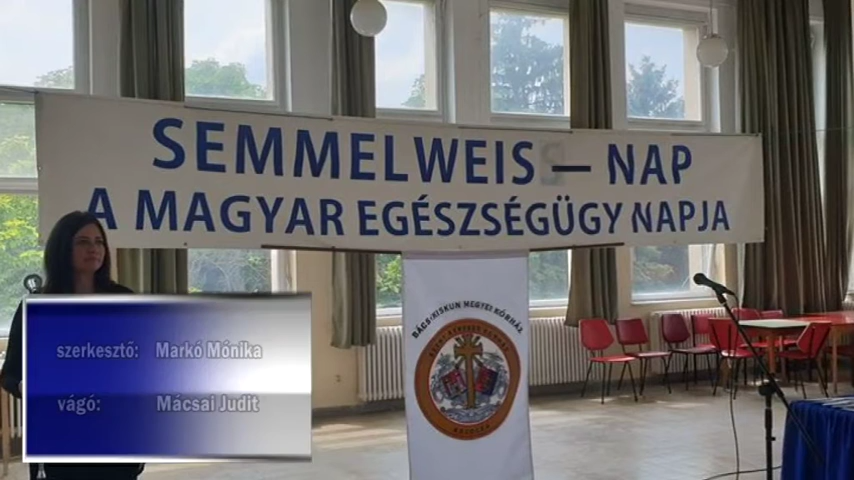 SEMMELWEIS — NAP
A MAGYAR EGÉSZSÉGÜGY NAPJA
BÁCS-KISKUN MEGYEI KÓRHÁZ
szerkesztő: Markó Mónika
vágó: Mácsai Judit